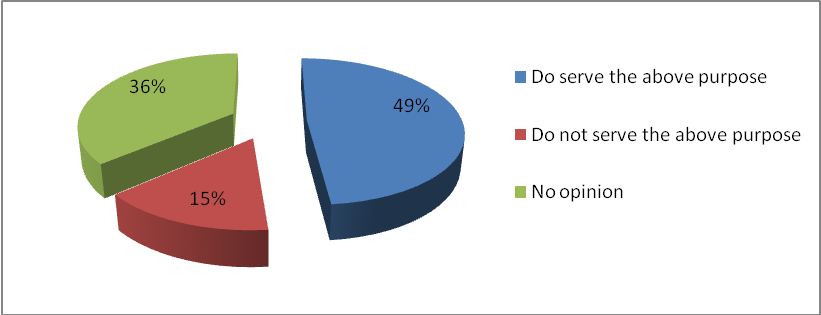 36%
49%
15%
Do serve the above purpose
Do not serve the above purpose
No opinion